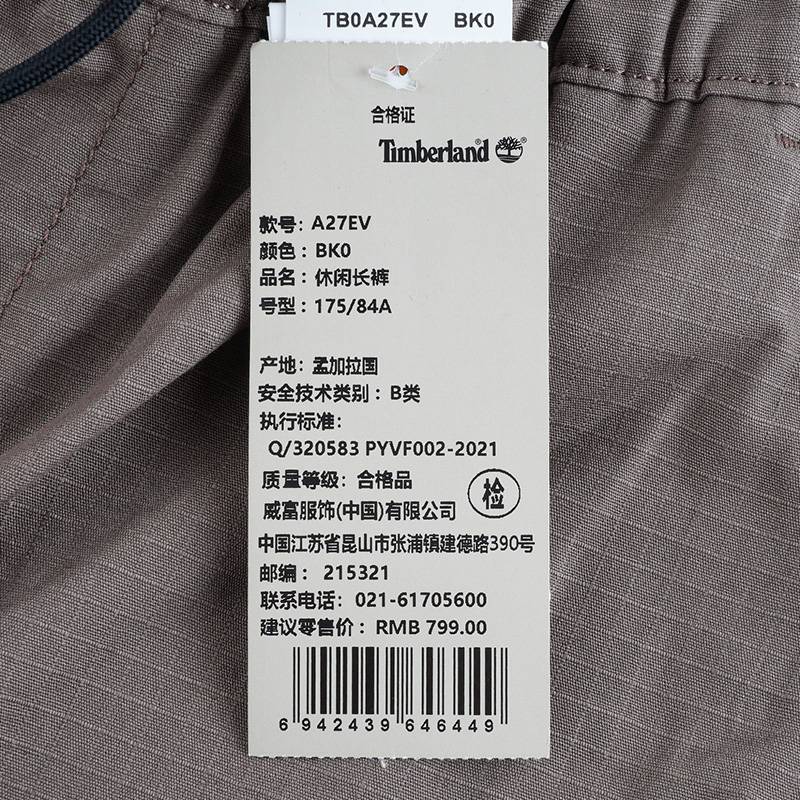 TB0A27EV BK0
合格证
Timberland
款号: A27EV
颜色: BK0
品名: 休闲长裤
号型: 175/84A
产地: 孟加拉国
安全技术类别: B类
执行标准:
Q/320583 PYVF002-2021
质量等级: 合格品
检
威富服饰(中国)有限公司
中国江苏省昆山市张浦镇建德路390号
邮编: 215321
联系电话: 021-61705600
建议零售价: RMB 799.00
6 942439 646449